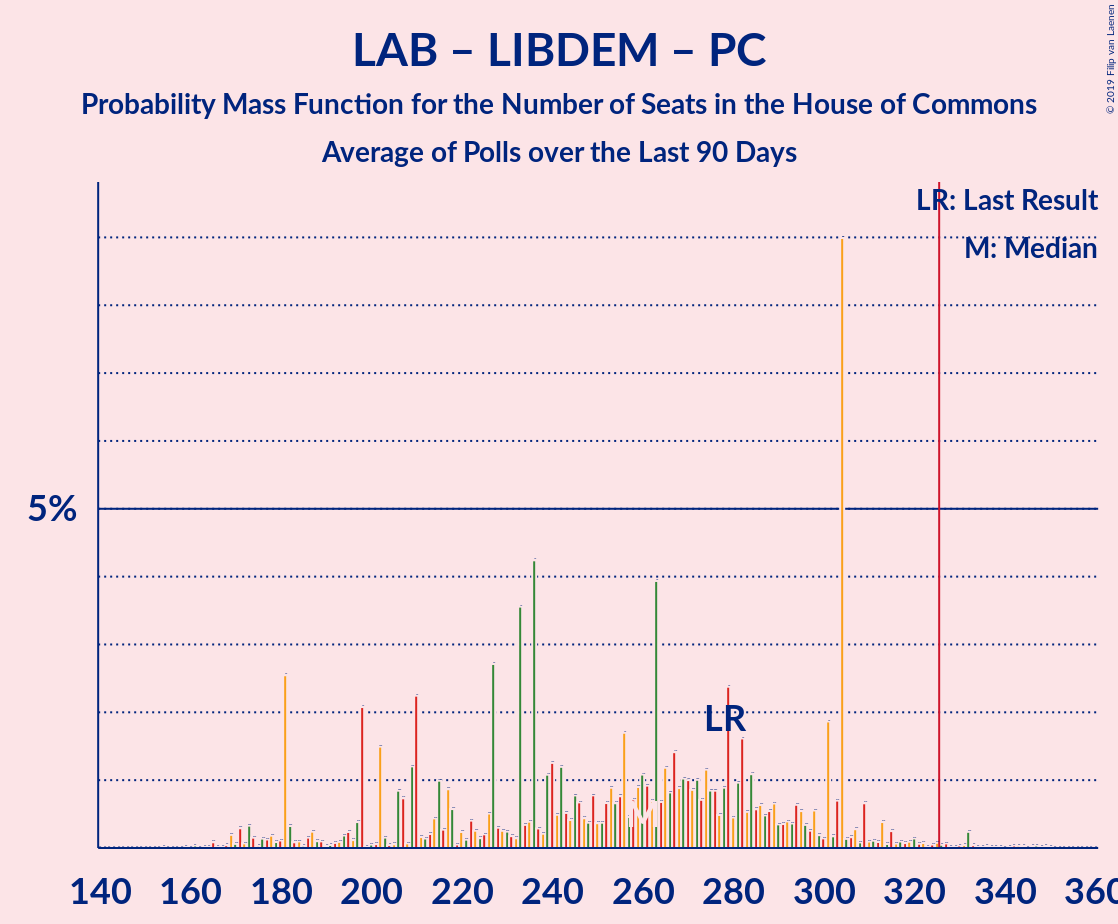 LAB – LIBDEM – PC
Probability Mass Function for the Number of Seats in the House of Commons
Average of Polls over the Last 90 Days
© 2019 Filip van Laenen
LR: Last Result
M: Median
5%
LR
M
140 160 180 200 220 240 260 280 300 320 340 360